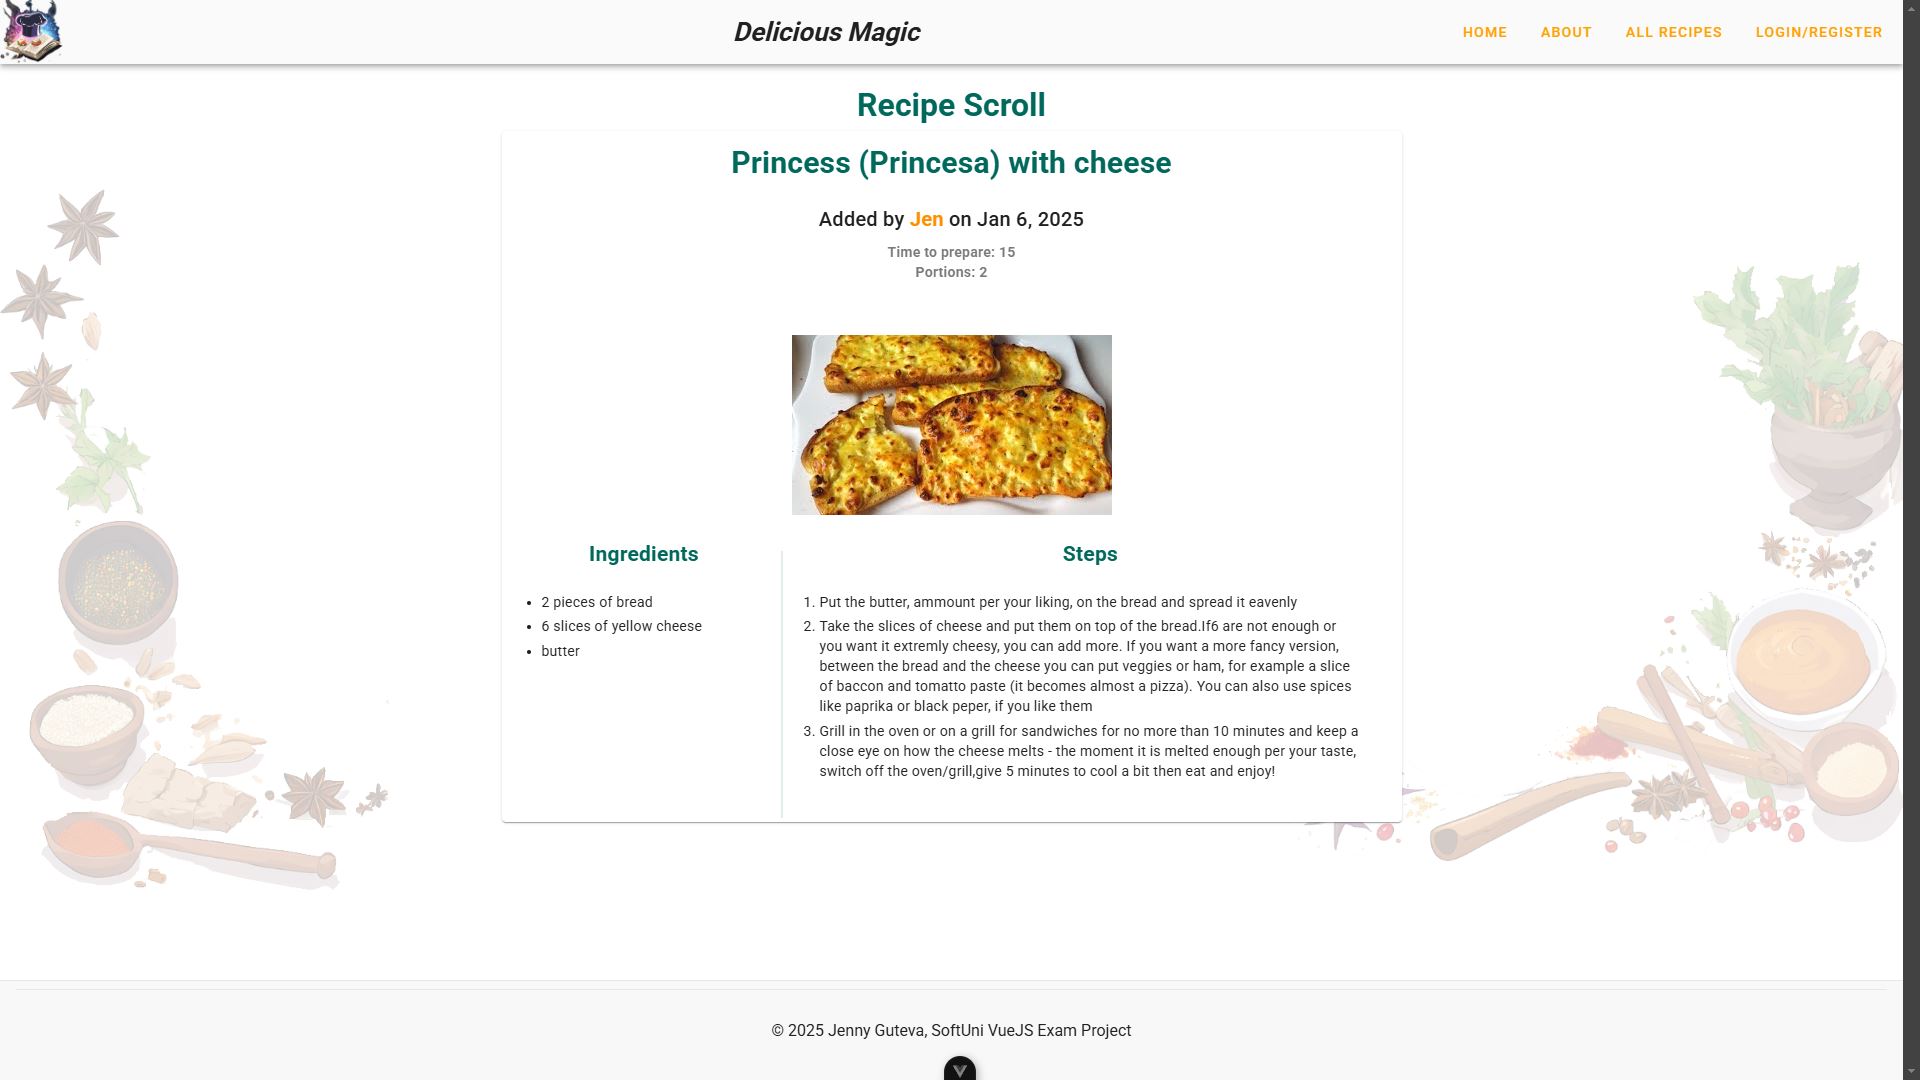 Delicious Magic
HOME
ABOUT
ALL RECIPES
LOGIN/REGISTER
Recipe Scroll
Princess (Princesa) with cheese
Added by Jen on Jan 6, 2025
Time to prepare: 15
Portions: 2
Ingredients
• 2 pieces of bread
• 6 slices of yellow cheese
• butter
Steps
1. Put the butter, ammount per your liking, on the bread and spread it eavenly
2. Take the slices of cheese and put them on top of the bread.If6 are not enough or
you want it extremly cheesy, you can add more. If you want a more fancy version,
between the bread and the cheese you can put veggies or ham, for example a slice
of baccon and tomatto paste (it becomes almost a pizza). You can also use spices
like paprika or black peper, if you like them
3. Grill in the oven or on a grill for sandwiches for no more than 10 minutes and keep a
close eye on how the cheese melts - the moment it is melted enough per your taste,
switch off the oven/grill,give 5 minutes to cool a bit then eat and enjoy!
© 2025 Jenny Guteva, SoftUni VueJS Exam Project